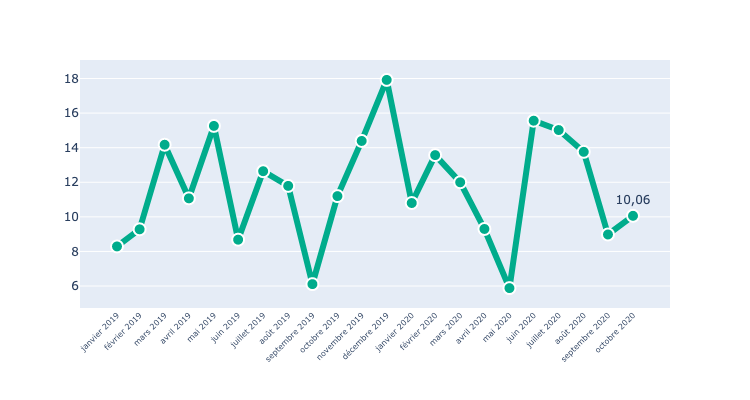 18
16
14
12
10
8
6
10,06
janvier 2019
février 2019
mars 2019
avril 2019
mai 2019
juin 2019
juillet 2019
août 2019
septembre 2019
octobre 2019
novembre 2019
décembre 2019
janvier 2020
février 2020
mars 2020
avril 2020
mai 2020
juin 2020
juillet 2020
août 2020
septembre 2020
octobre 2020